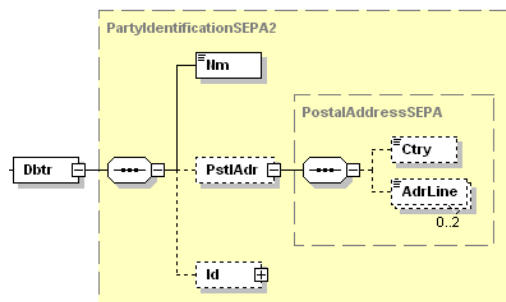 PartyIdentificationSEPA2
Nm
PostalAddressSEPA
Ctry
Dbtr
PstlAdr
AdrLine
0..2
Id